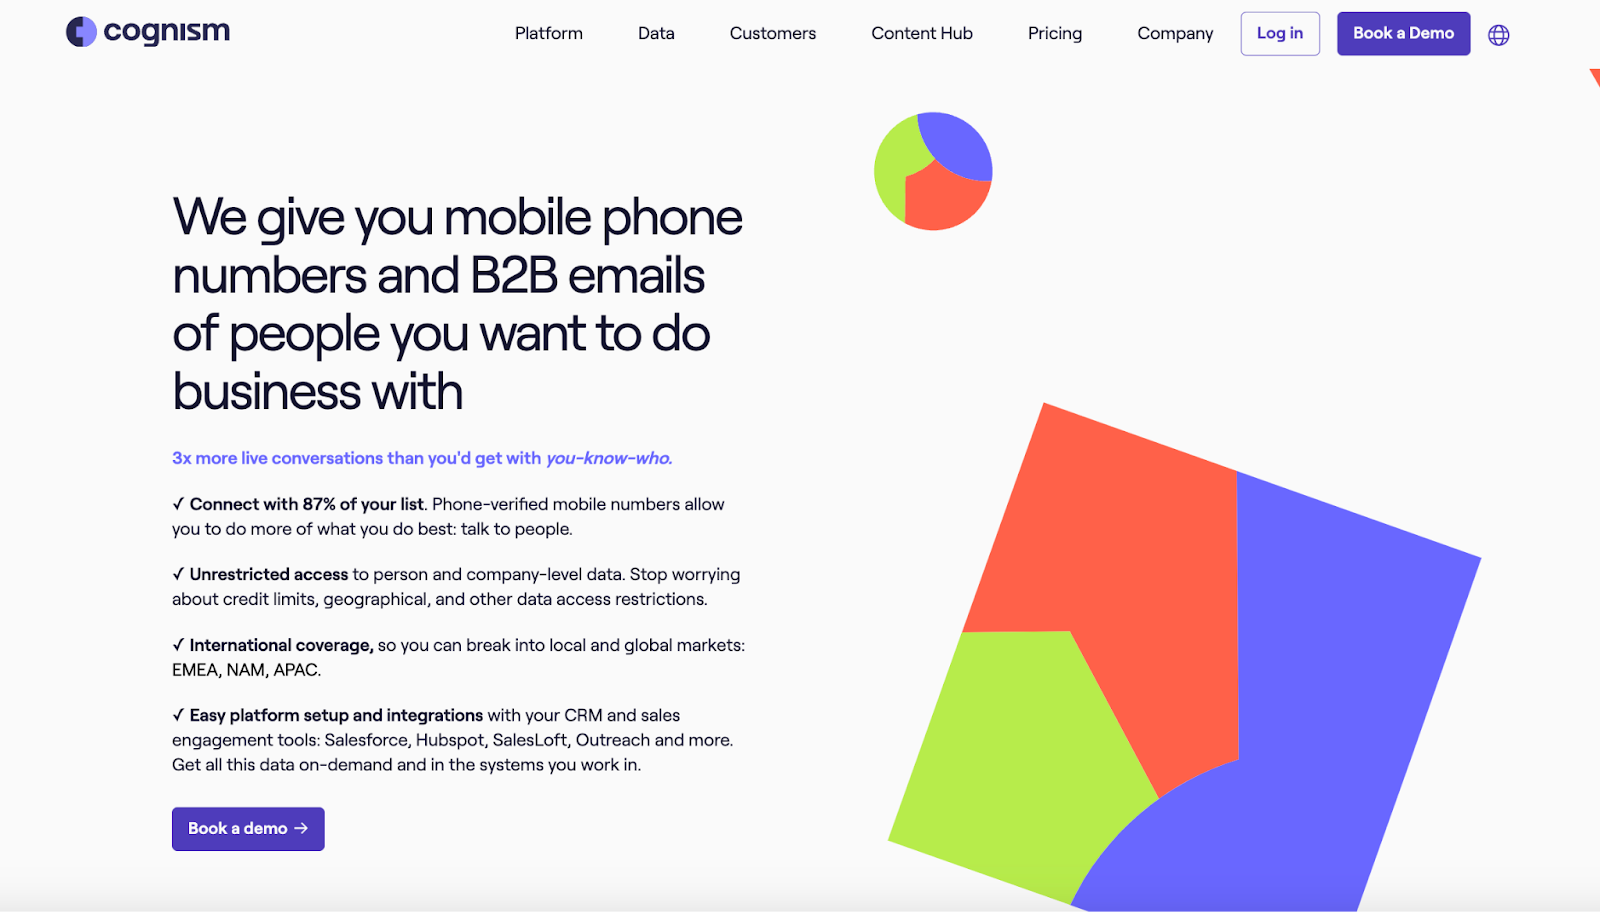 cognism
Platform
Data
Customers
Content Hub
Pricing
Company
Log in
Book a Demo
We give you mobile phone
numbers and B2B emails
of people you want to do
business with
3x more live conversations than you'd get with you-know-who.
✓ Connect with 87% of your list. Phone-verified mobile numbers allow
you to do more of what you do best: talk to people.
✓ Unrestricted access to person and company-level data. Stop worrying
about credit limits, geographical, and other data access restrictions.
✓ International coverage, so you can break into local and global markets:
EMEA, NAM, APAC.
✓ Easy platform setup and integrations with your CRM and sales
engagement tools: Salesforce, Hubspot, SalesLoft, Outreach and more.
Get all this data on-demand and in the systems you work in.
Book a demo →